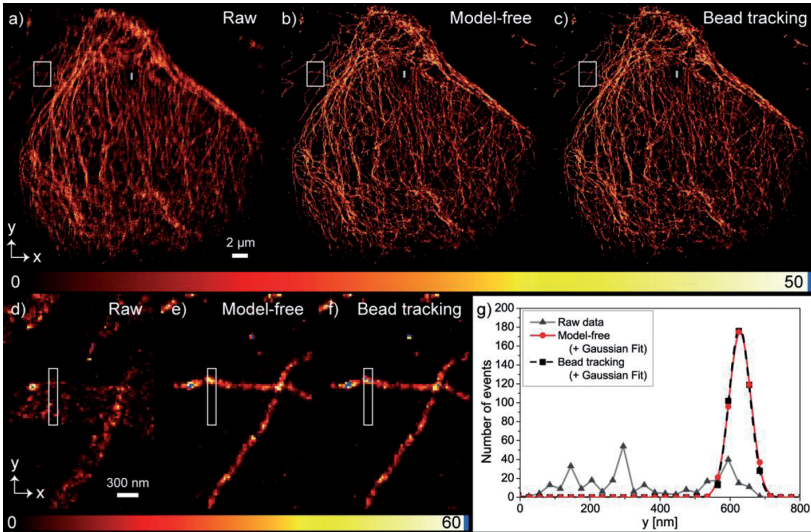 a) Raw
b) Model-free
c) Bead tracking
y
x
2 µm
0 50
d) Raw
e) Model-free
f) Bead tracking
y
x
300 nm
0 60
g)
Raw data
Model-free
(+ Gaussian Fit)
Bead tracking
(+ Gaussian Fit)
Number of events
200
180
160
140
120
100
80
60
40
20
0
0 200 400 600 800
y [nm]